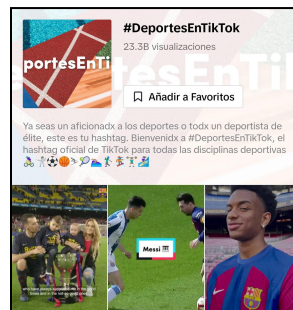 #DeportesEnTikTok
23.3B visualizaciones
portesEnTi
Añadir a Favoritos
Ya seas un aficionadx a los deportes o todx un deportista de
élite, este es tu hashtag. Bienvenidx a #DeportesEnTikTok, el
hashtag oficial de TikTok para todas las disciplinas deportivas
Messi